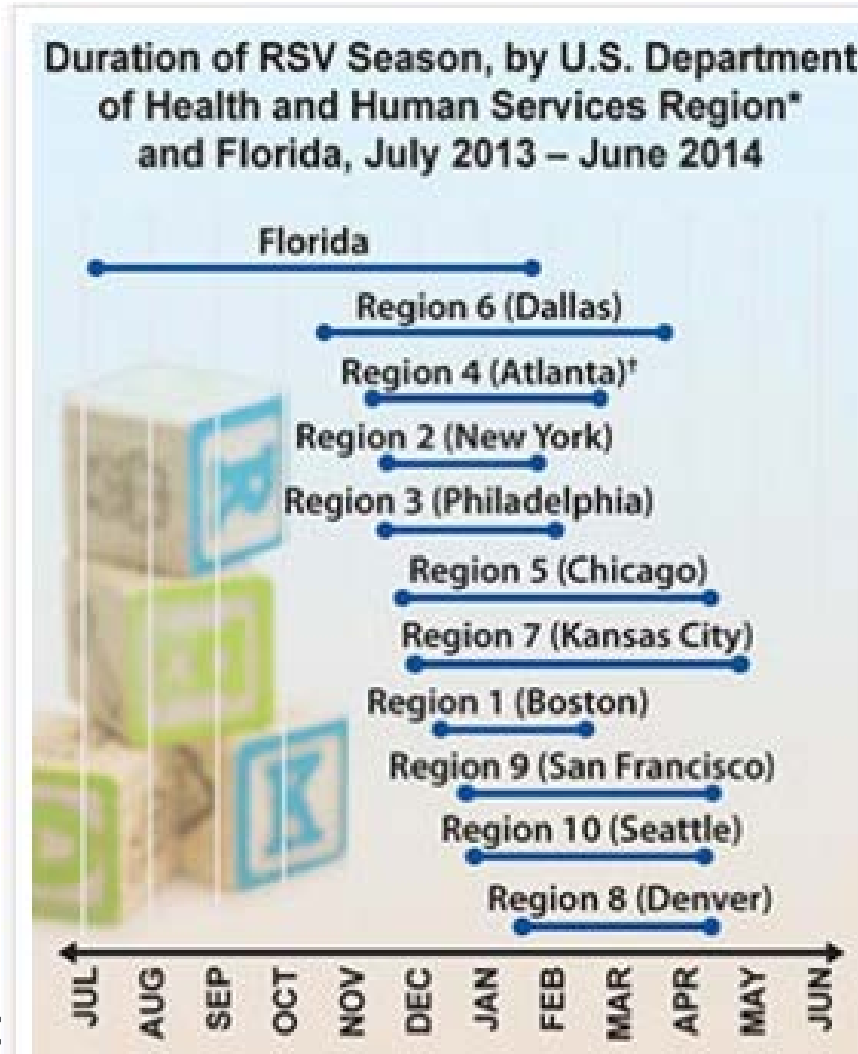 Duration of RSV Season, by U.S. Department
of Health and Human Services Region*
and Florida, July 2013 – June 2014
Florida
Region 6 (Dallas)
Region 4 (Atlanta)†
Region 2 (New York)
Region 3 (Philadelphia)
Region 5 (Chicago)
Region 7 (Kansas City)
Region 1 (Boston)
Region 9 (San Francisco)
Region 10 (Seattle)
Region 8 (Denver)
JUL AUG SEP OCT NOV DEC JAN FEB MAR APR MAY JUN